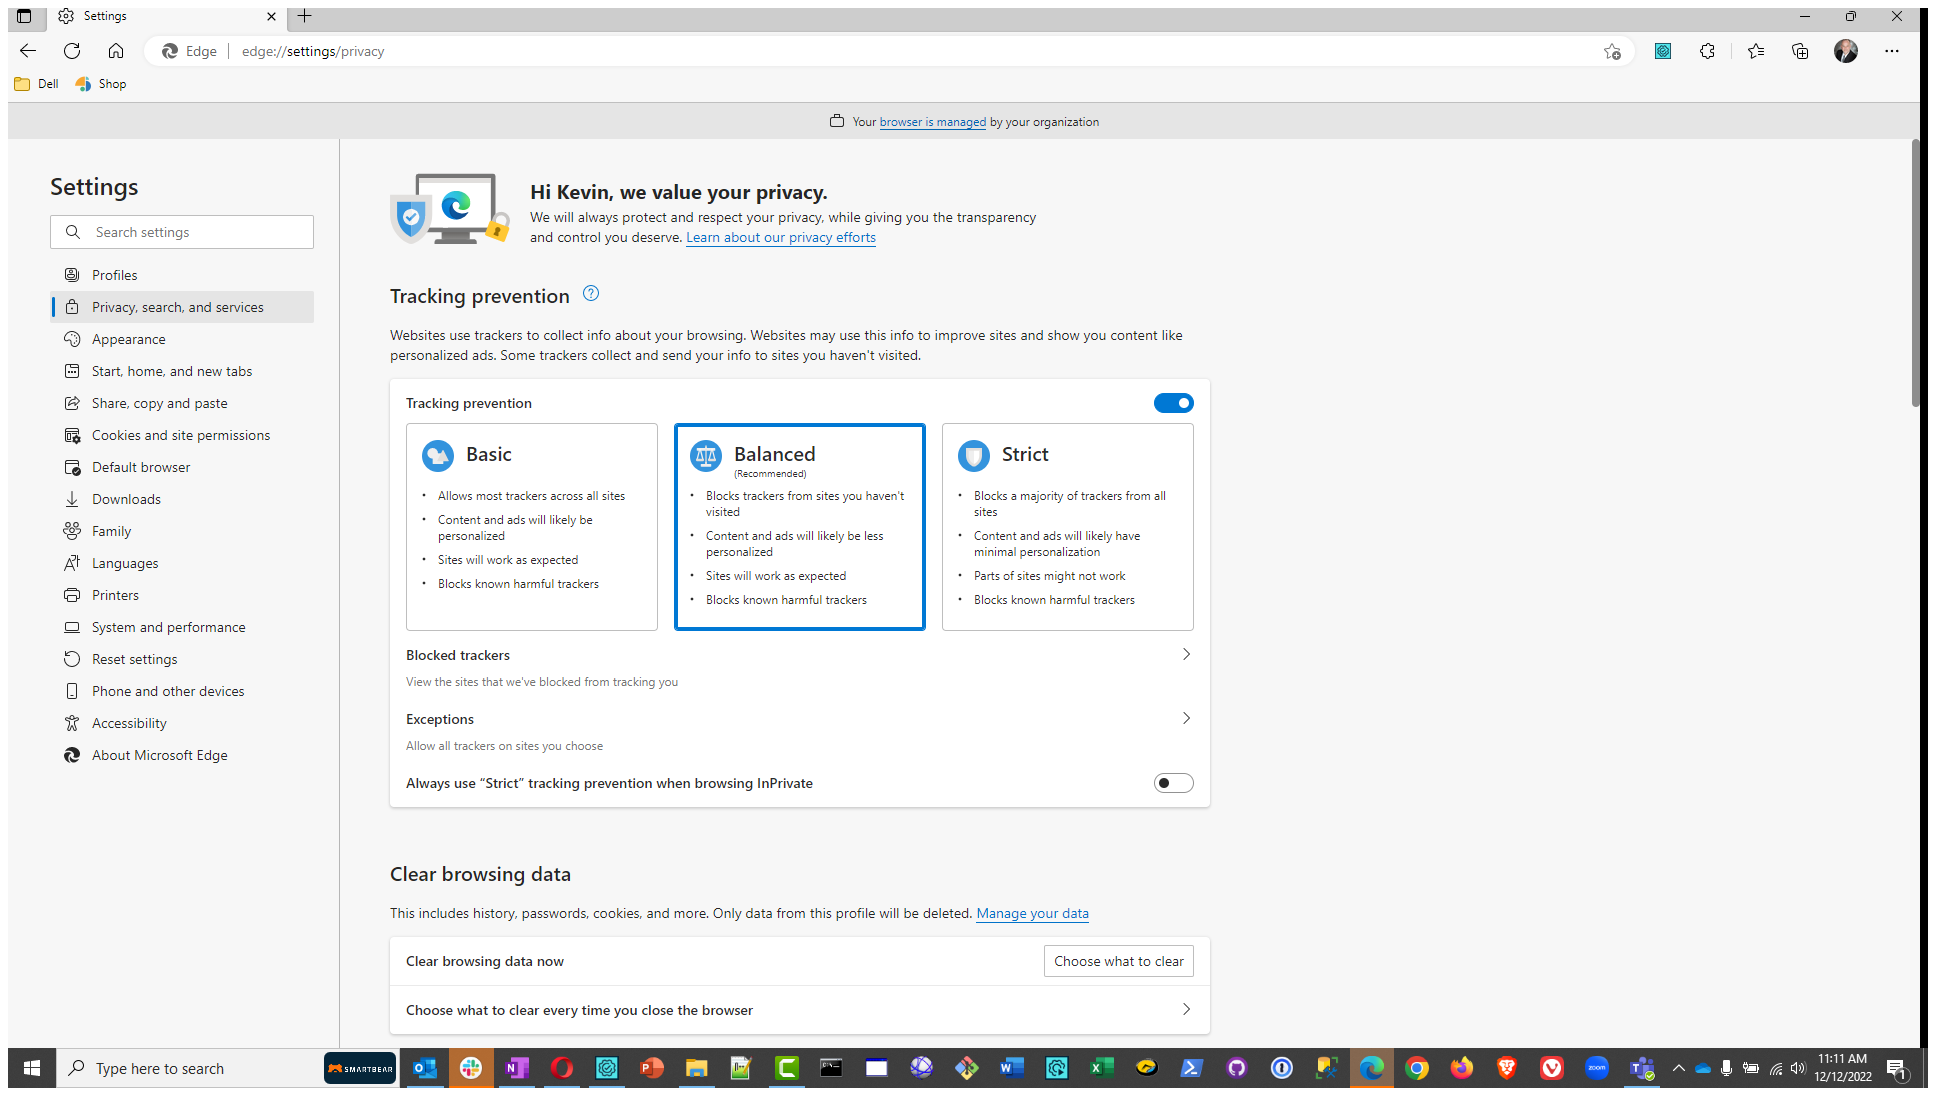 Settings
Edge
edge://settings/privacy
Dell
Shop
Your browser is managed by your organization
Settings
Search settings
Profiles
Privacy, search, and services
Appearance
Start, home, and new tabs
Share, copy and paste
Cookies and site permissions
Default browser
Downloads
Family
Languages
Printers
System and performance
Reset settings
Phone and other devices
Accessibility
About Microsoft Edge
Hi Kevin, we value your privacy.
We will always protect and respect your privacy, while giving you the transparency
and control you deserve. Learn about our privacy efforts
Tracking prevention
Websites use trackers to collect info about your browsing. Websites may use this info to improve sites and show you content like
personalized ads. Some trackers collect and send your info to sites you haven't visited.
Tracking prevention
Basic
• Allows most trackers across all sites
• Content and ads will likely be
personalized
• Sites will work as expected
• Blocks known harmful trackers
Balanced
(Recommended)
• Blocks trackers from sites you haven't
visited
• Content and ads will likely be less
personalized
• Sites will work as expected
• Blocks known harmful trackers
Strict
• Blocks a majority of trackers from all
sites
• Content and ads will likely have
minimal personalization
• Parts of sites might not work
• Blocks known harmful trackers
Blocked trackers
View the sites that we've blocked from tracking you
Exceptions
Allow all trackers on sites you choose
Always use “Strict” tracking prevention when browsing InPrivate
Clear browsing data
This includes history, passwords, cookies, and more. Only data from this profile will be deleted. Manage your data
Clear browsing data now
Choose what to clear
Choose what to clear every time you close the browser
Type here to search
SMARTBEAR
zoom
11:11 AM
12/12/2022
1